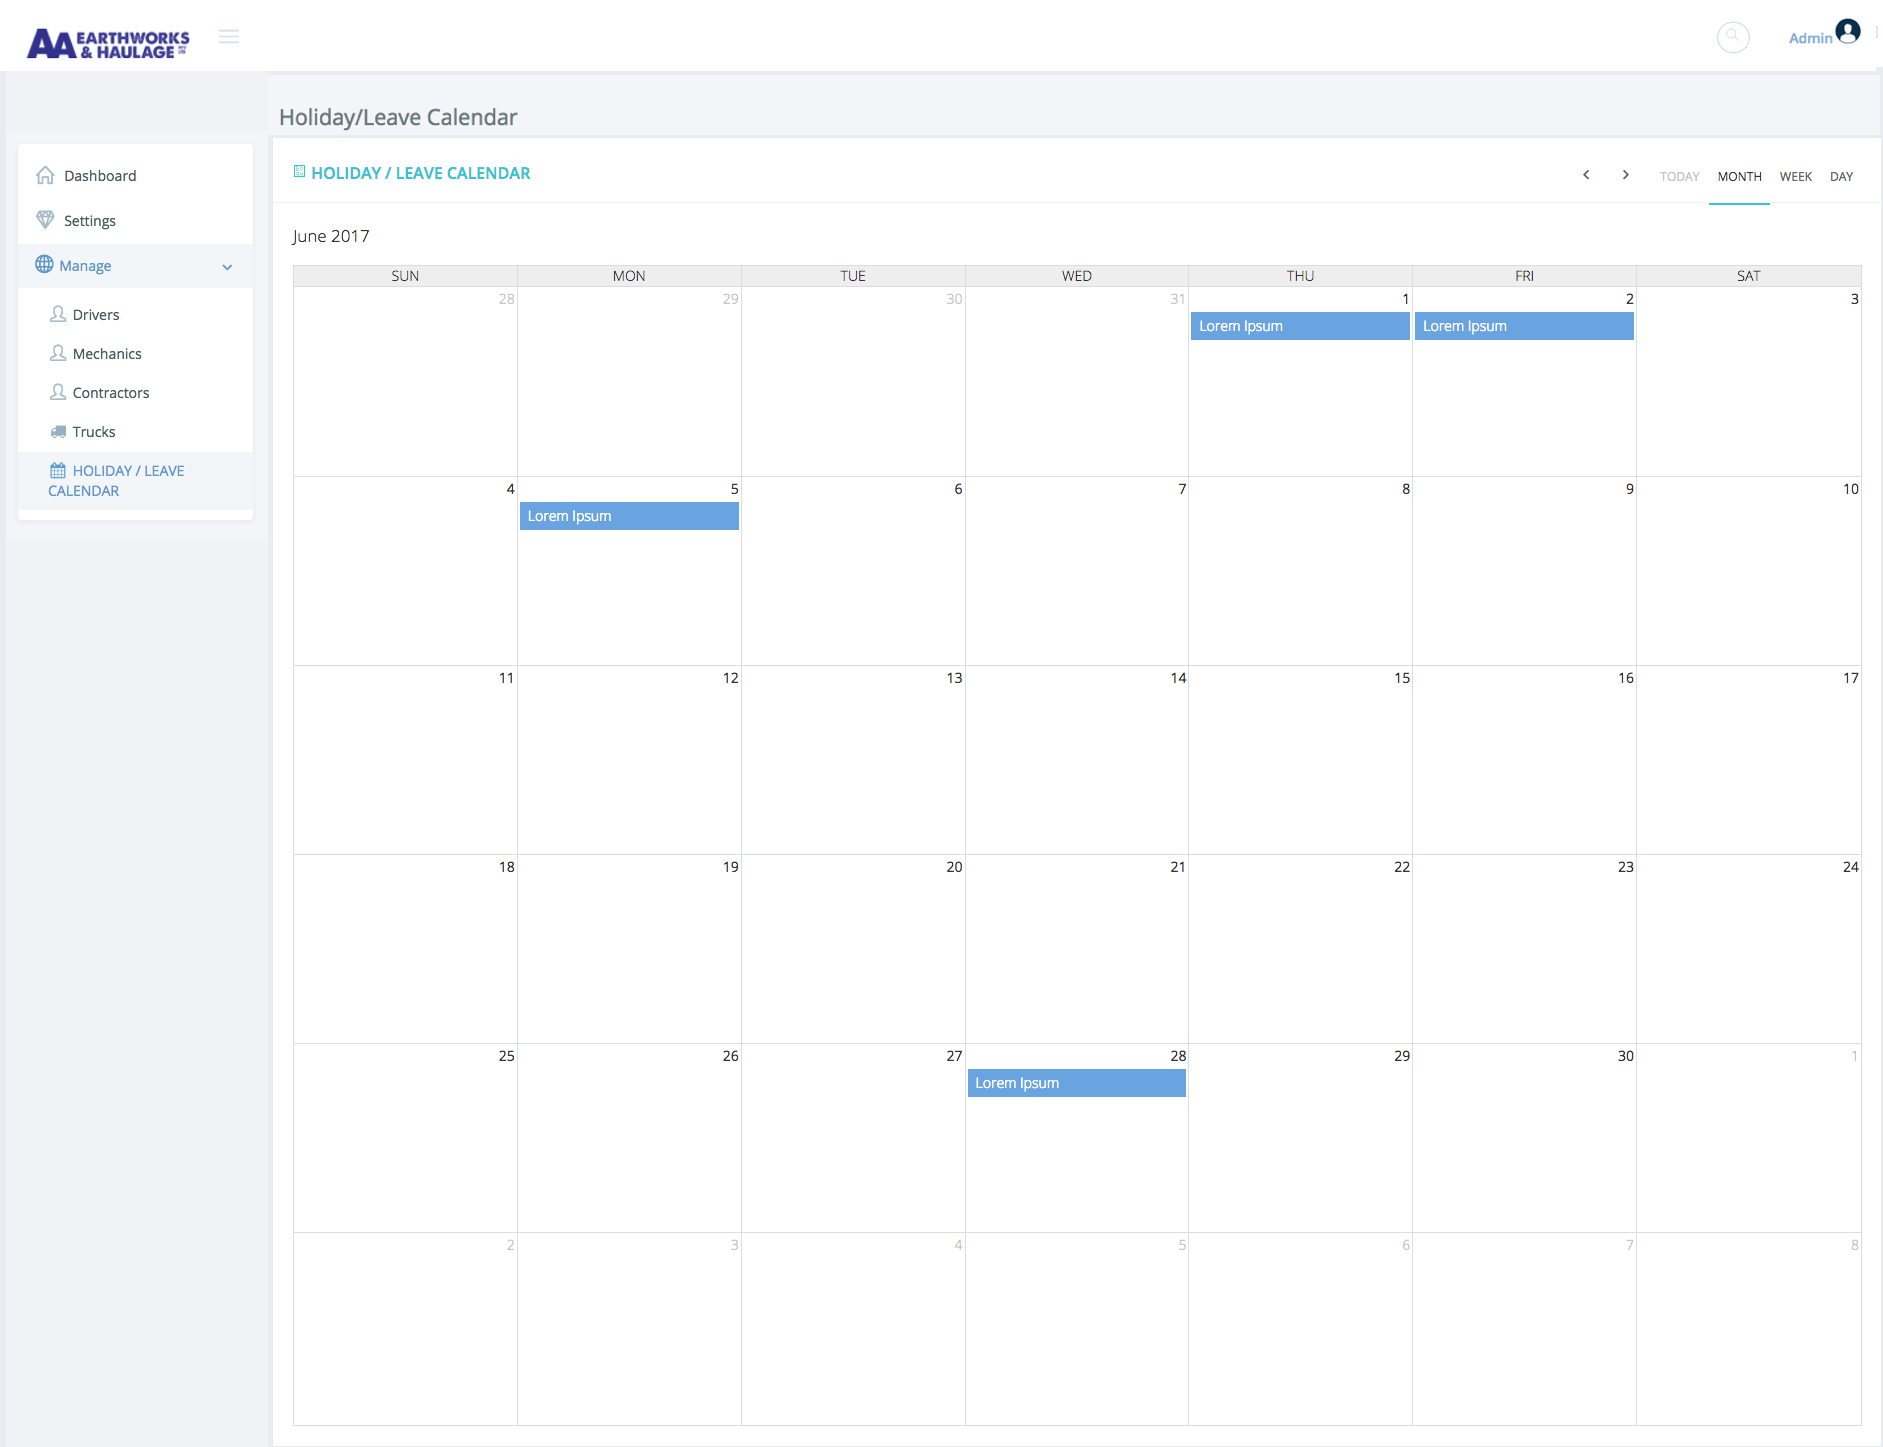 AA EARTHWORKS
& HAULAGE PTY LTD
Admin
Holiday/Leave Calendar
Dashboard
Settings
Manage
Drivers
Mechanics
Contractors
Trucks
HOLIDAY / LEAVE
CALENDAR
HOLIDAY / LEAVE CALENDAR
TODAY MONTH WEEK DAY
June 2017
SUN MON TUE WED THU FRI SAT
28 29 30 31 1 2 3
Lorem Ipsum Lorem Ipsum
4 5 6 7 8 9 10
Lorem Ipsum
11 12 13 14 15 16 17
18 19 20 21 22 23 24
25 26 27 28 29 30 1
Lorem Ipsum
2 3 4 5 6 7 8